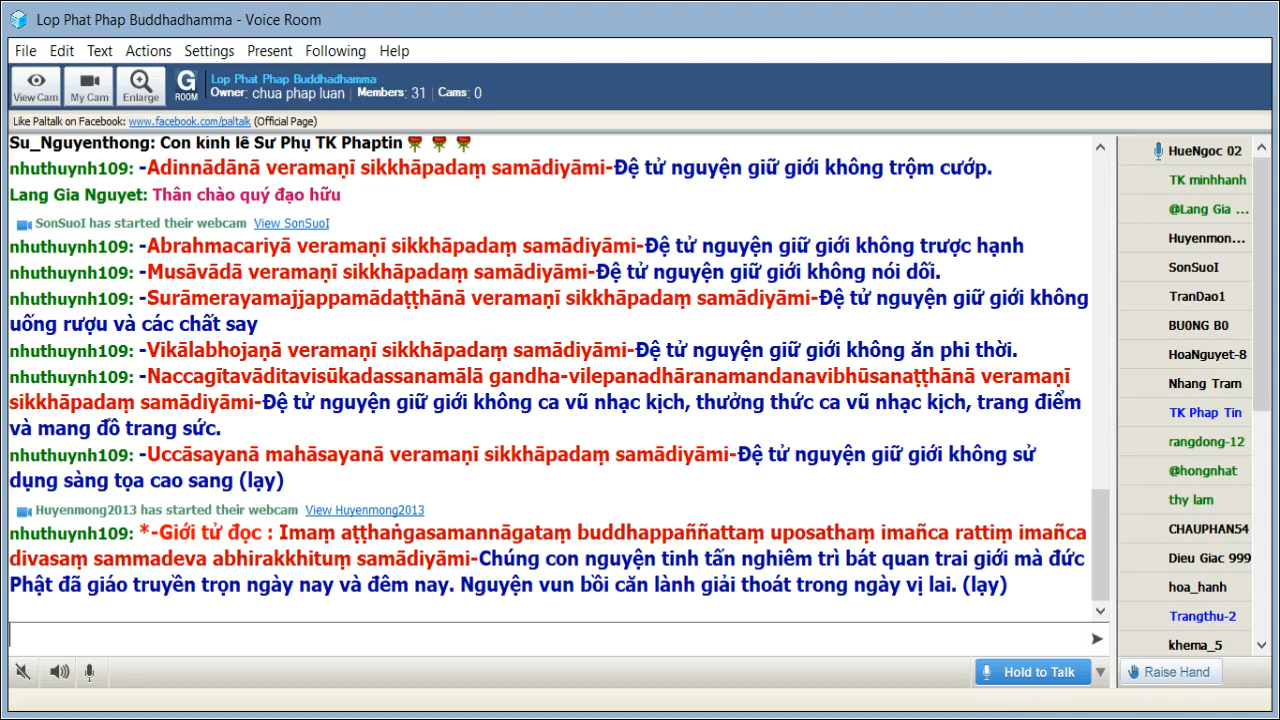 Lop Phat Phap Buddhadhamma - Voice Room
File Edit Text Actions Settings Present Following Help
View Cam My Cam Enlarge G ROOM
Lop Phat Phap Buddhadhamma
Owner: chua phap luan Members: 31 Cams: 0
Like Paltalk on Facebook: www.facebook.com/paltalk (Official Page)
Su_Nguyenthong: Con kinh lê Sư Phụ TK Phaptin
nhuthuynh109: -Adinnādānā veramaṇī sikkhāpadaṃ samādiyāmi-Đệ tử nguyện giữ giới không trộm cướp.
Lang Gia Nguyet: Thân chào quý đạo hữu
SonSuoI has started their webcam View SonSuoI
nhuthuynh109: -Abrahmacariyā veramaṇī sikkhāpadaṃ samādiyāmi-Đệ tử nguyện giữ giới không trược hạnh
nhuthuynh109: -Musāvādā veramaṇī sikkhāpadaṃ samādiyāmi-Đệ tử nguyện giữ giới không nói dối.
nhuthuynh109: -Surāmerayamajjappamādaṭṭhānā veramaṇī sikkhāpadaṃ samādiyāmi-Đệ tử nguyện giữ giới không
uống rượu và các chất say
nhuthuynh109: -Vikālabhojaṇā veramaṇī sikkhāpadaṃ samādiyāmi-Đệ tử nguyện giữ giới không ăn phi thời.
nhuthuynh109: -Naccagītavāditavisūkadassanamālā gandha-vilepanadhāranamandanavibhūsanaṭṭhānā veramaṇī
sikkhāpadaṃ samādiyāmi-Đệ tử nguyện giữ giới không ca vũ nhạc kịch, thưởng thức ca vũ nhạc kịch, trang điểm
và mang đồ trang sức.
nhuthuynh109: -Uccāsayanā mahāsayanā veramaṇī sikkhāpadaṃ samādiyāmi-Đệ tử nguyện giữ giới không sử
dụng sàng tọa cao sang (lạy)
Huyenmong2013 has started their webcam View Huyenmong2013
nhuthuynh109: *-Giới tử đọc : Imaṃ aṭṭhaṅgasamannāgataṃ buddhappaññattaṃ uposathaṃ imañca rattiṃ imañca
divasaṃ sammadeva abhirakkhituṃ samādiyāmi-Chúng con nguyện tinh tấn nghiêm trì bát quan trai giới mà đức
Phật đã giáo truyền trọn ngày nay và đêm nay. Nguyện vun bồi căn lành giải thoát trong ngày vị lai. (lạy)
Hold to Talk
HueNgoc 02
TK minhhanh
@Lang Gia ...
Huyenmon...
SonSuoI
TranDao1
BU0NG B0
HoaNguyet-8
Nhang Tram
TK Phap Tin
rangdong-12
@hongnhat
thy lam
CHAUPHAN54
Dieu Giac 999
hoa_hanh
Trangthu-2
khema_5
Raise Hand